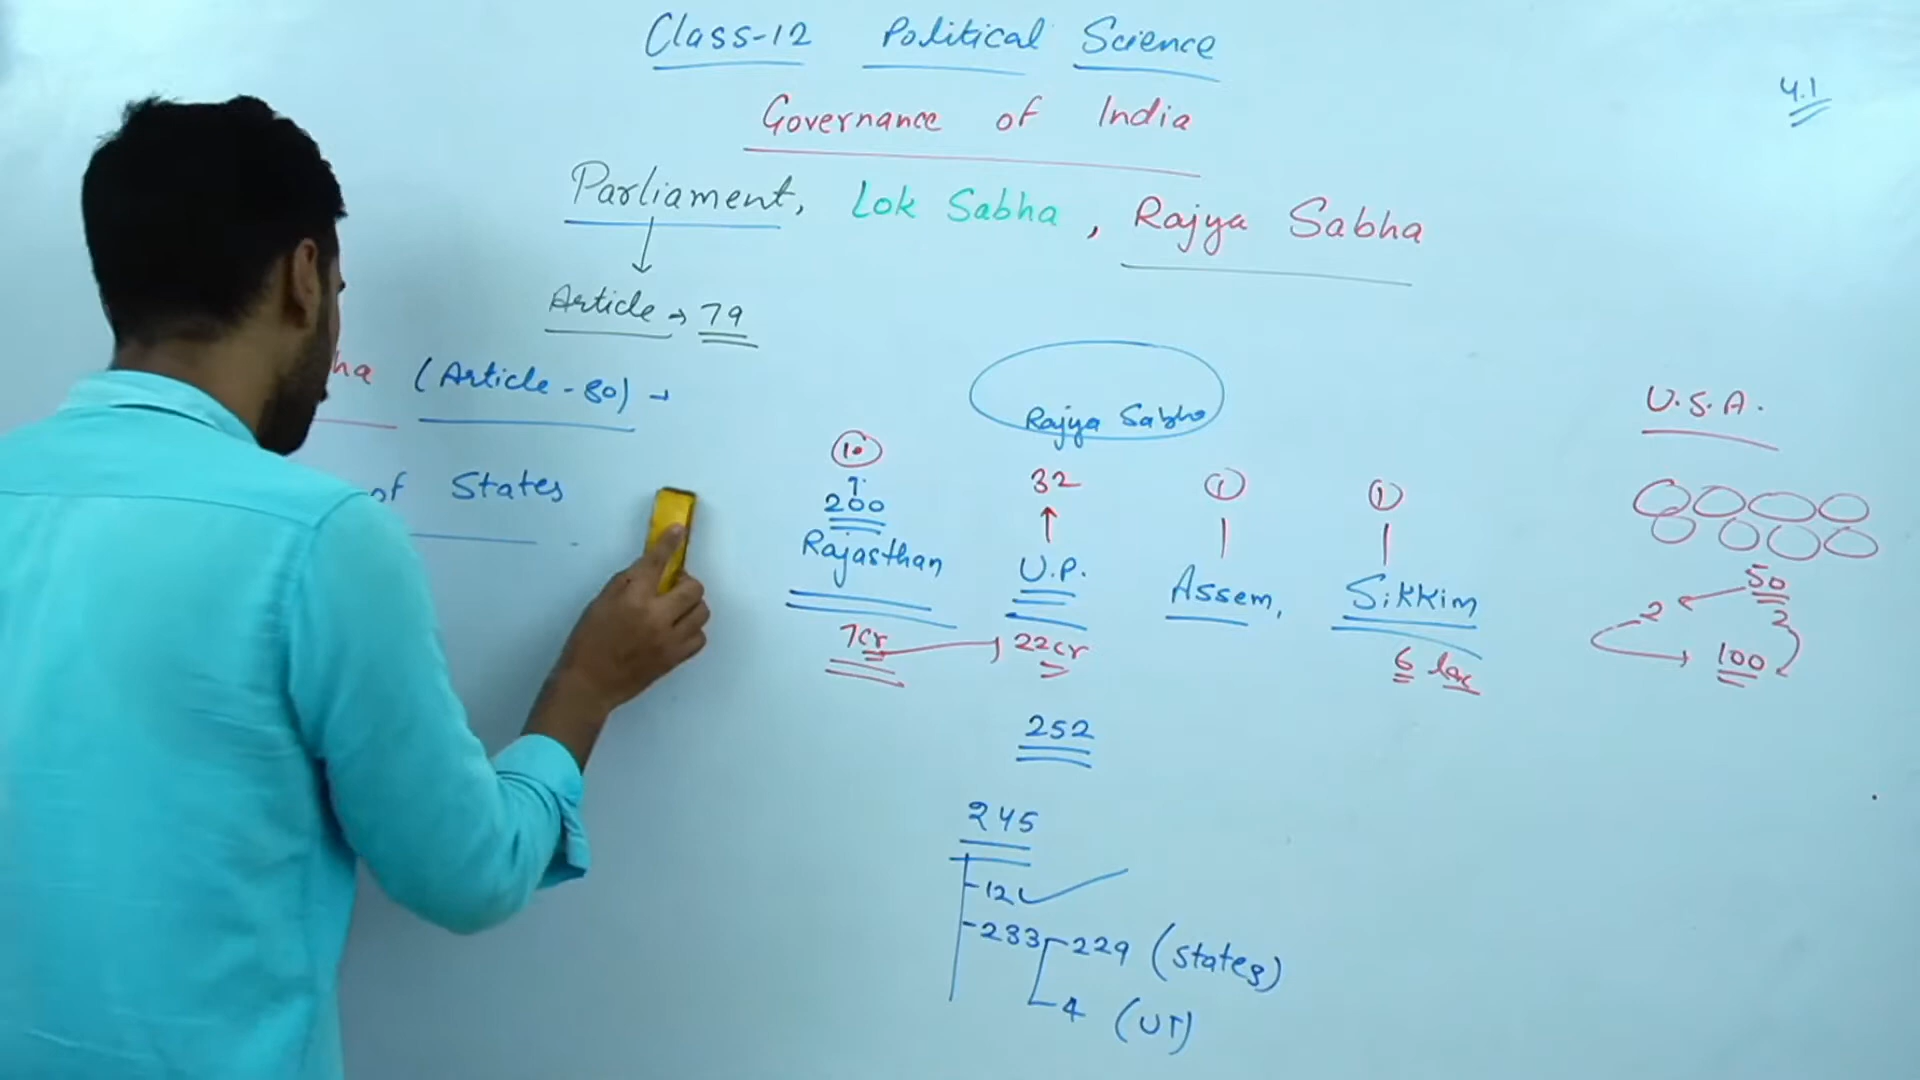 Class-12 Political Science
4.1
Governance of India
Parliament, Lok Sabha, Rajya Sabha
Article → 79
ha (Article - 80) →
of States
Rajya Sabha
U.S.A.
10
200
Rajasthan
7cr
32
U.P.
22cr
1
Assem,
1
Sikkim
6 lac
50
2
2
100
252
245
-12
-233
-229 (states)
4 (UT)